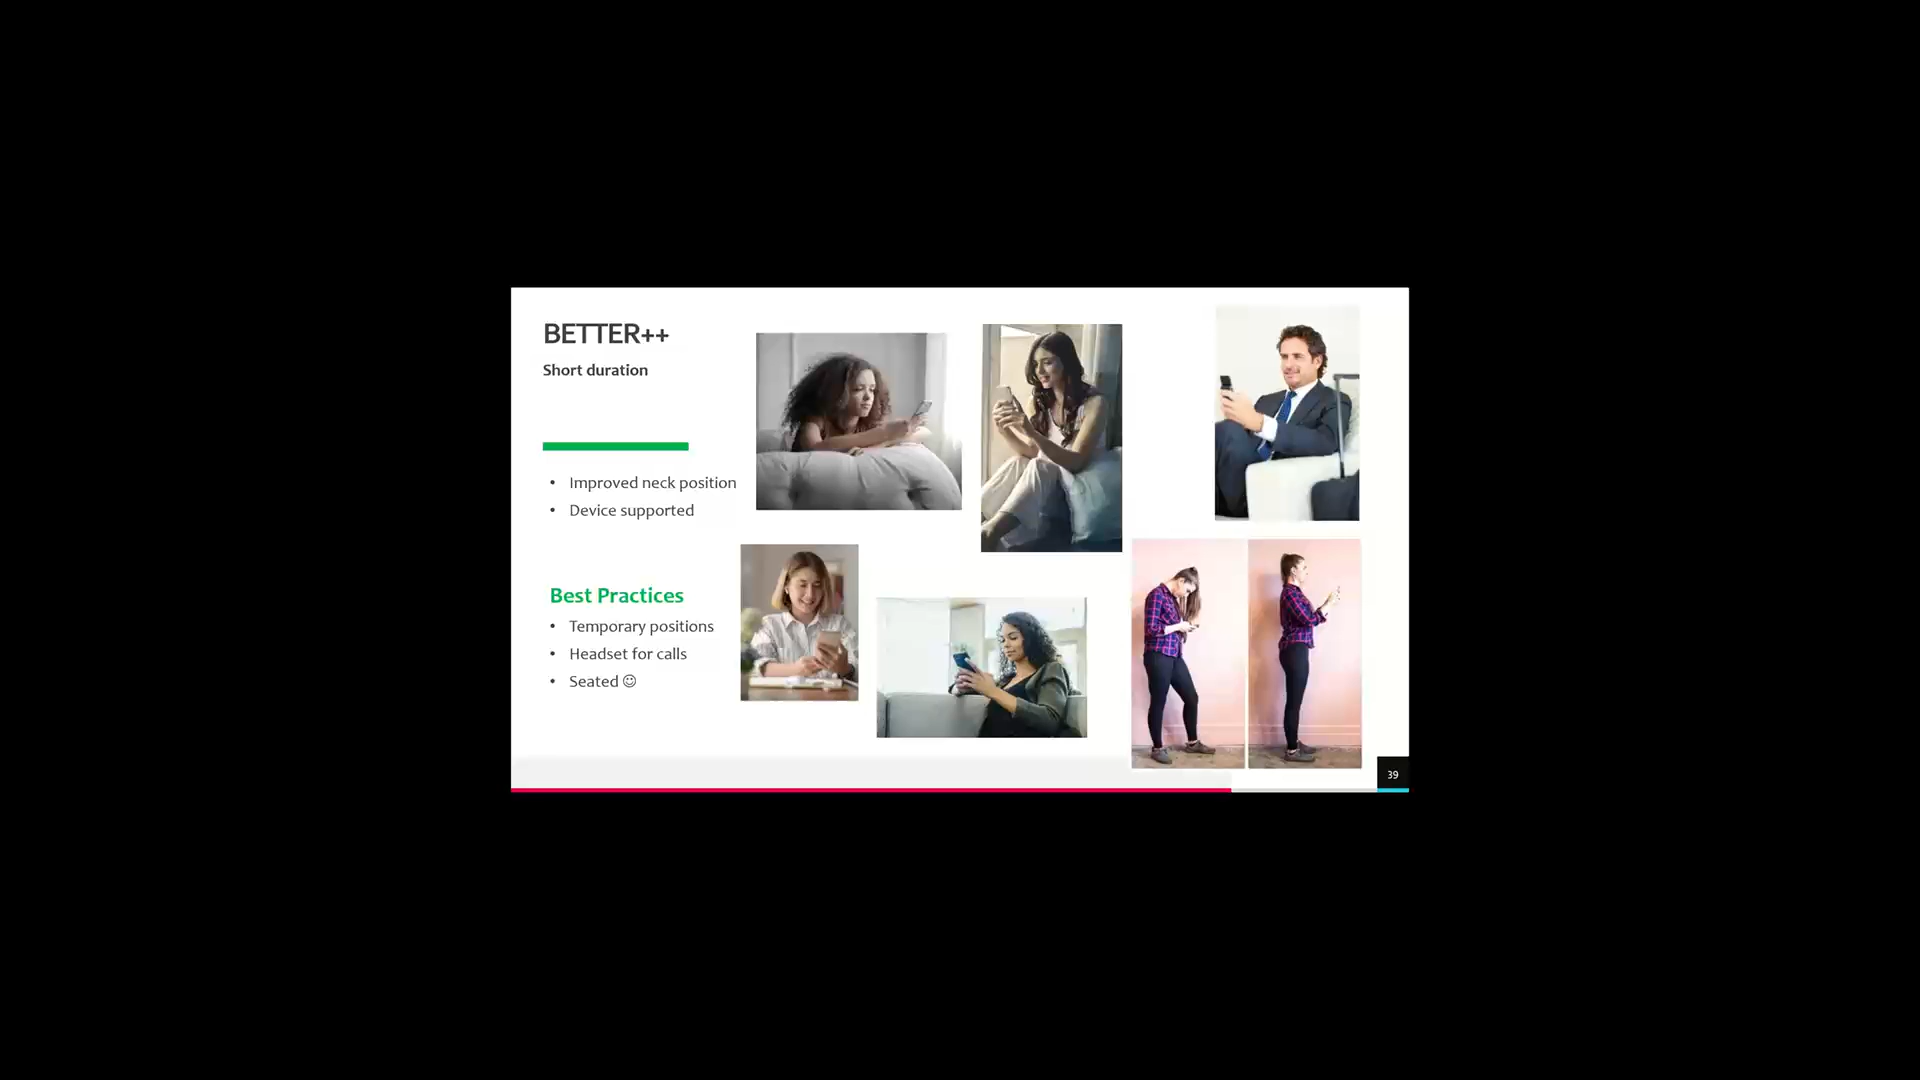 BETTER++
Short duration
• Improved neck position
• Device supported
Best Practices
• Temporary positions
• Headset for calls
• Seated ☺
39